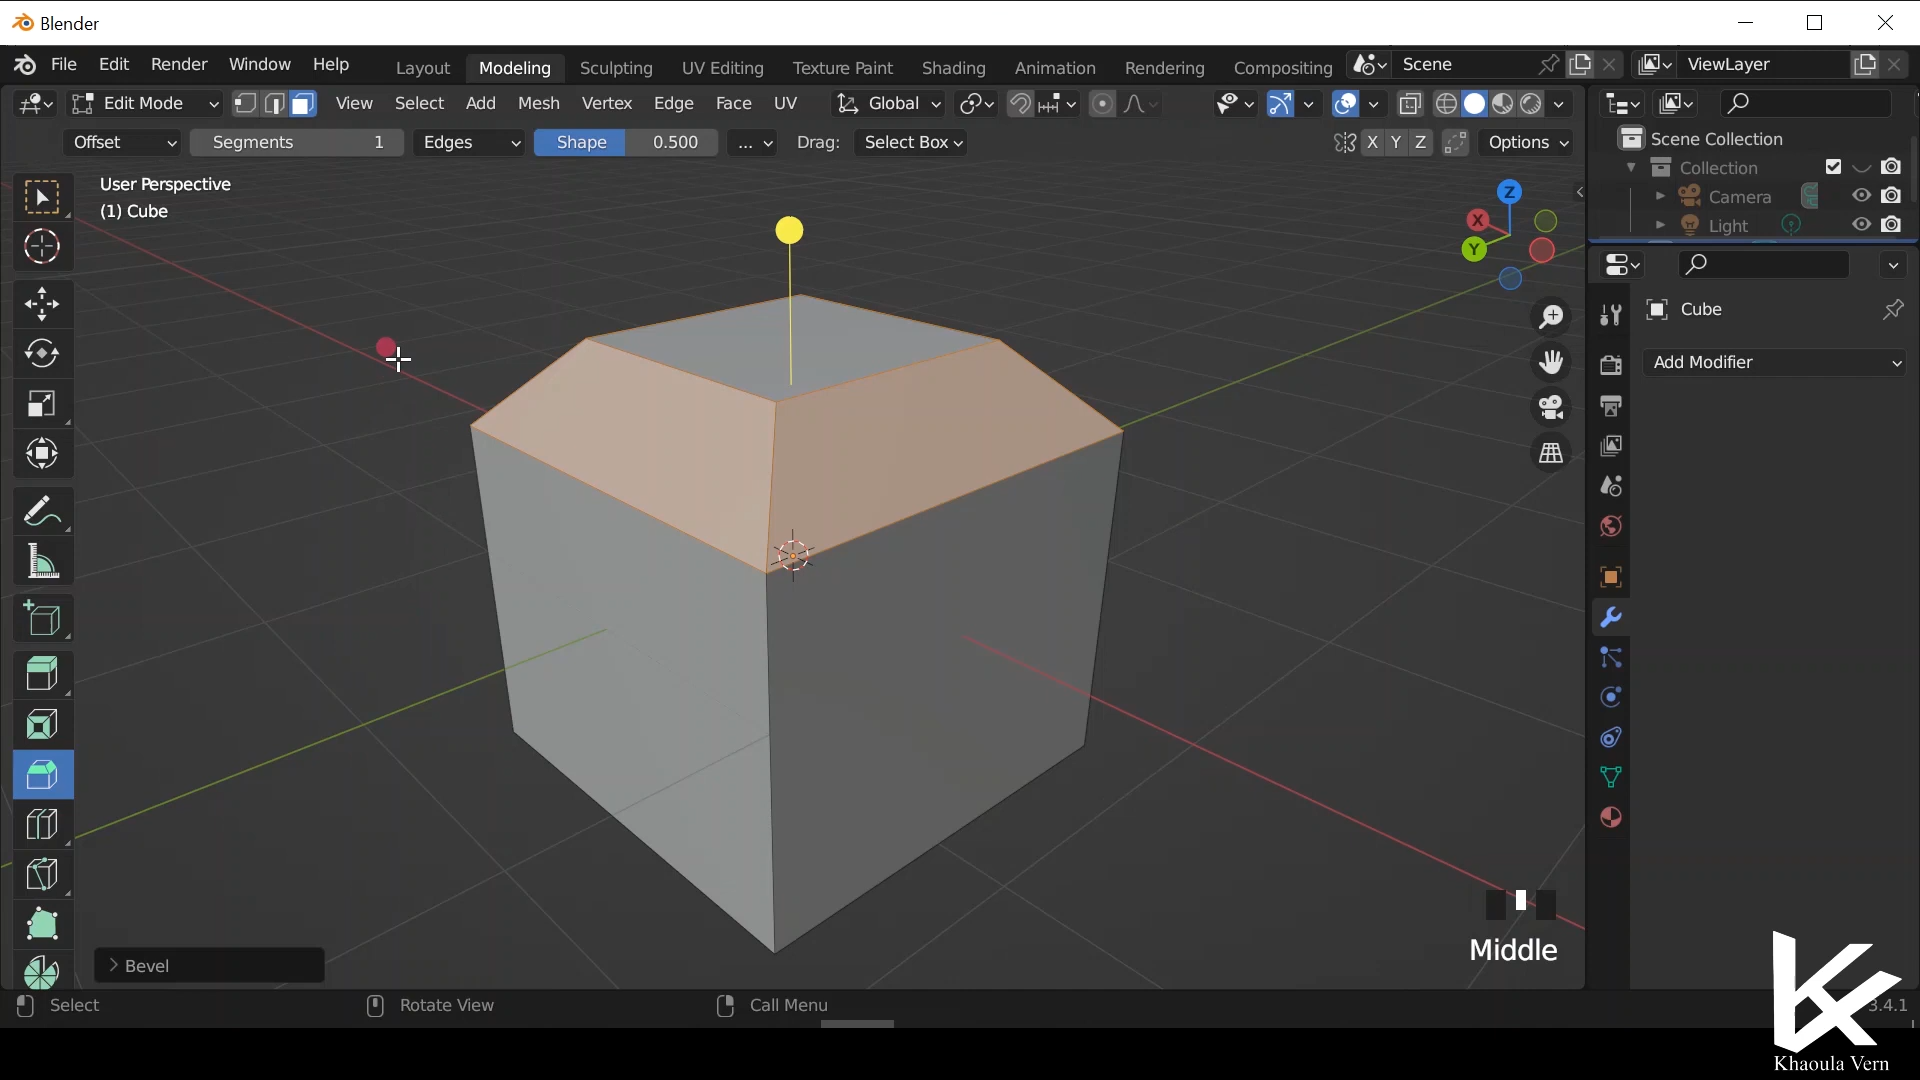 Blender
File Edit Render Window Help Layout Modeling Sculpting UV Editing Texture Paint Shading Animation Rendering Compositing Scene ViewLayer
Edit Mode View Select Add Mesh Vertex Edge Face UV Global
Offset Segments 1 Edges Shape 0.500 ... Drag: Select Box X Y Z Options
Scene Collection
Collection
Camera
Light
User Perspective
(1) Cube
Z
X
Y
Cube
Add Modifier
Middle
Bevel
Select Rotate View Call Menu
3.4.1
Khaoula Vern